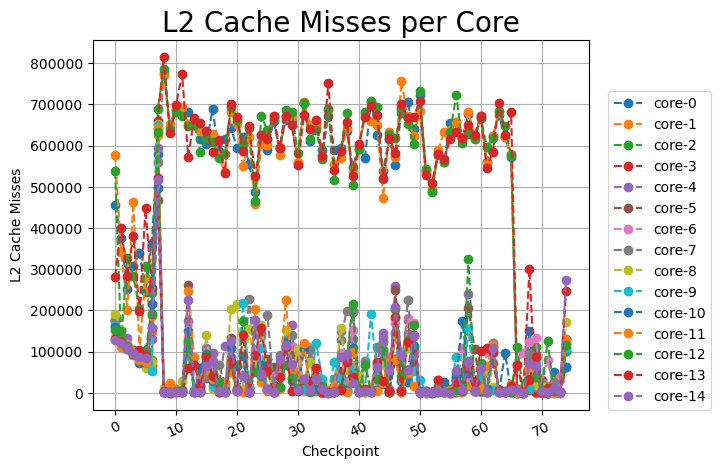 L2 Cache Misses per Core
L2 Cache Misses
800000
700000
600000
500000
400000
300000
200000
100000
0
0 10 20 30 40 50 60 70
Checkpoint
core-0
core-1
core-2
core-3
core-4
core-5
core-6
core-7
core-8
core-9
core-10
core-11
core-12
core-13
core-14